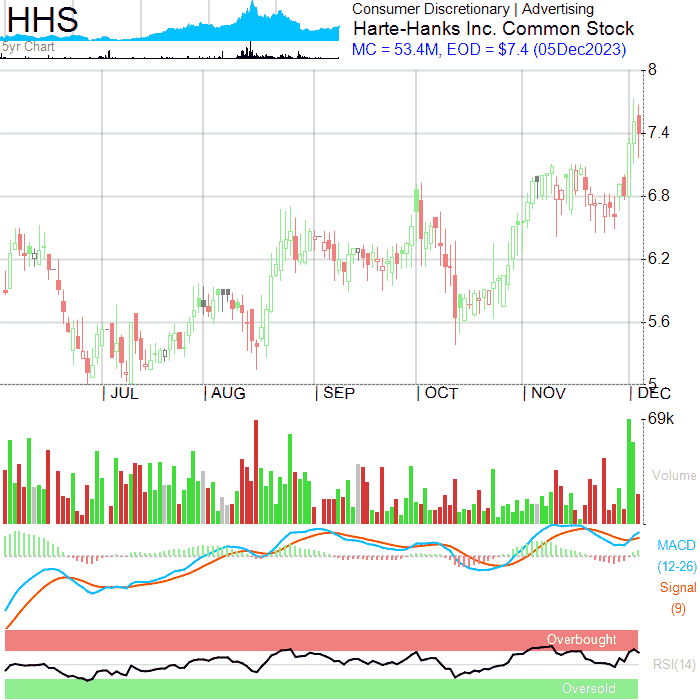 HHS
5yr Chart
Consumer Discretionary | Advertising
Harte-Hanks Inc. Common Stock
MC = 53.4M, EOD = $7.4 (05Dec2023)
8
7.4
6.8
6.2
5.6
5
JUL AUG SEP OCT NOV DEC
69k
Volume
MACD
(12-26)
Signal
(9)
Overbought
RSI(14)
Oversold